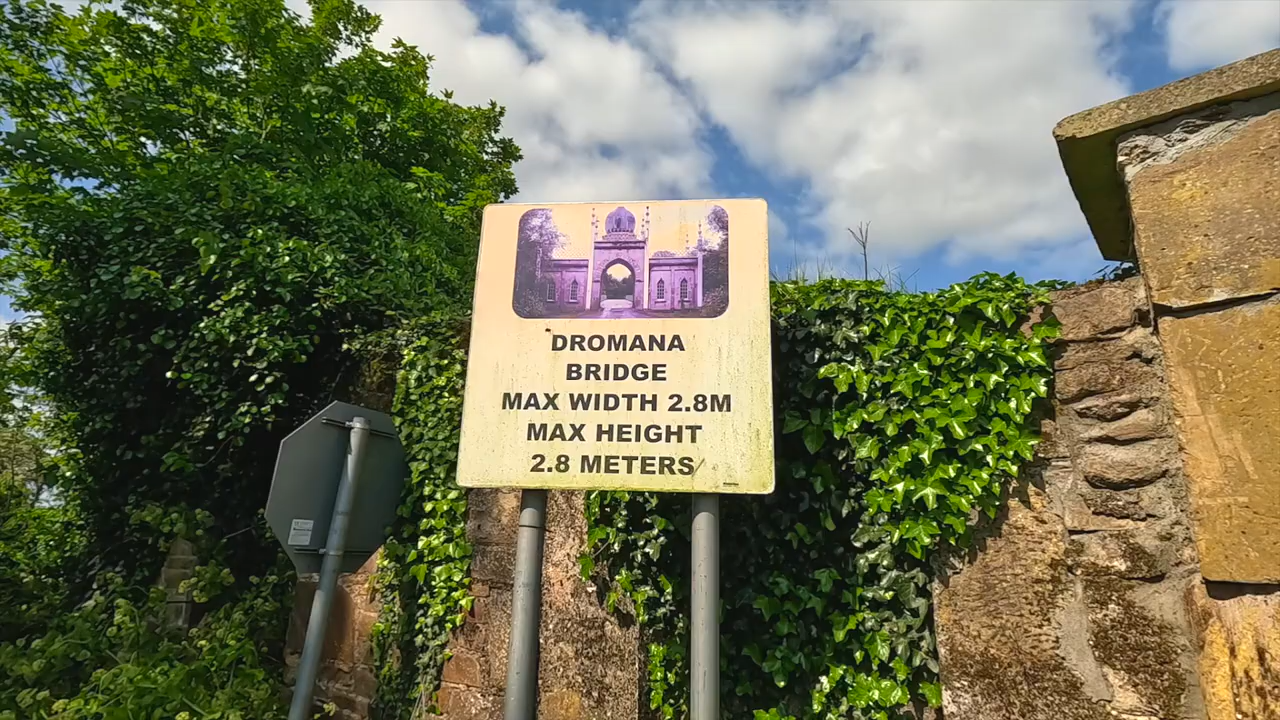 DROMANA
BRIDGE
MAX WIDTH 2.8M
MAX HEIGHT
2.8 METERS